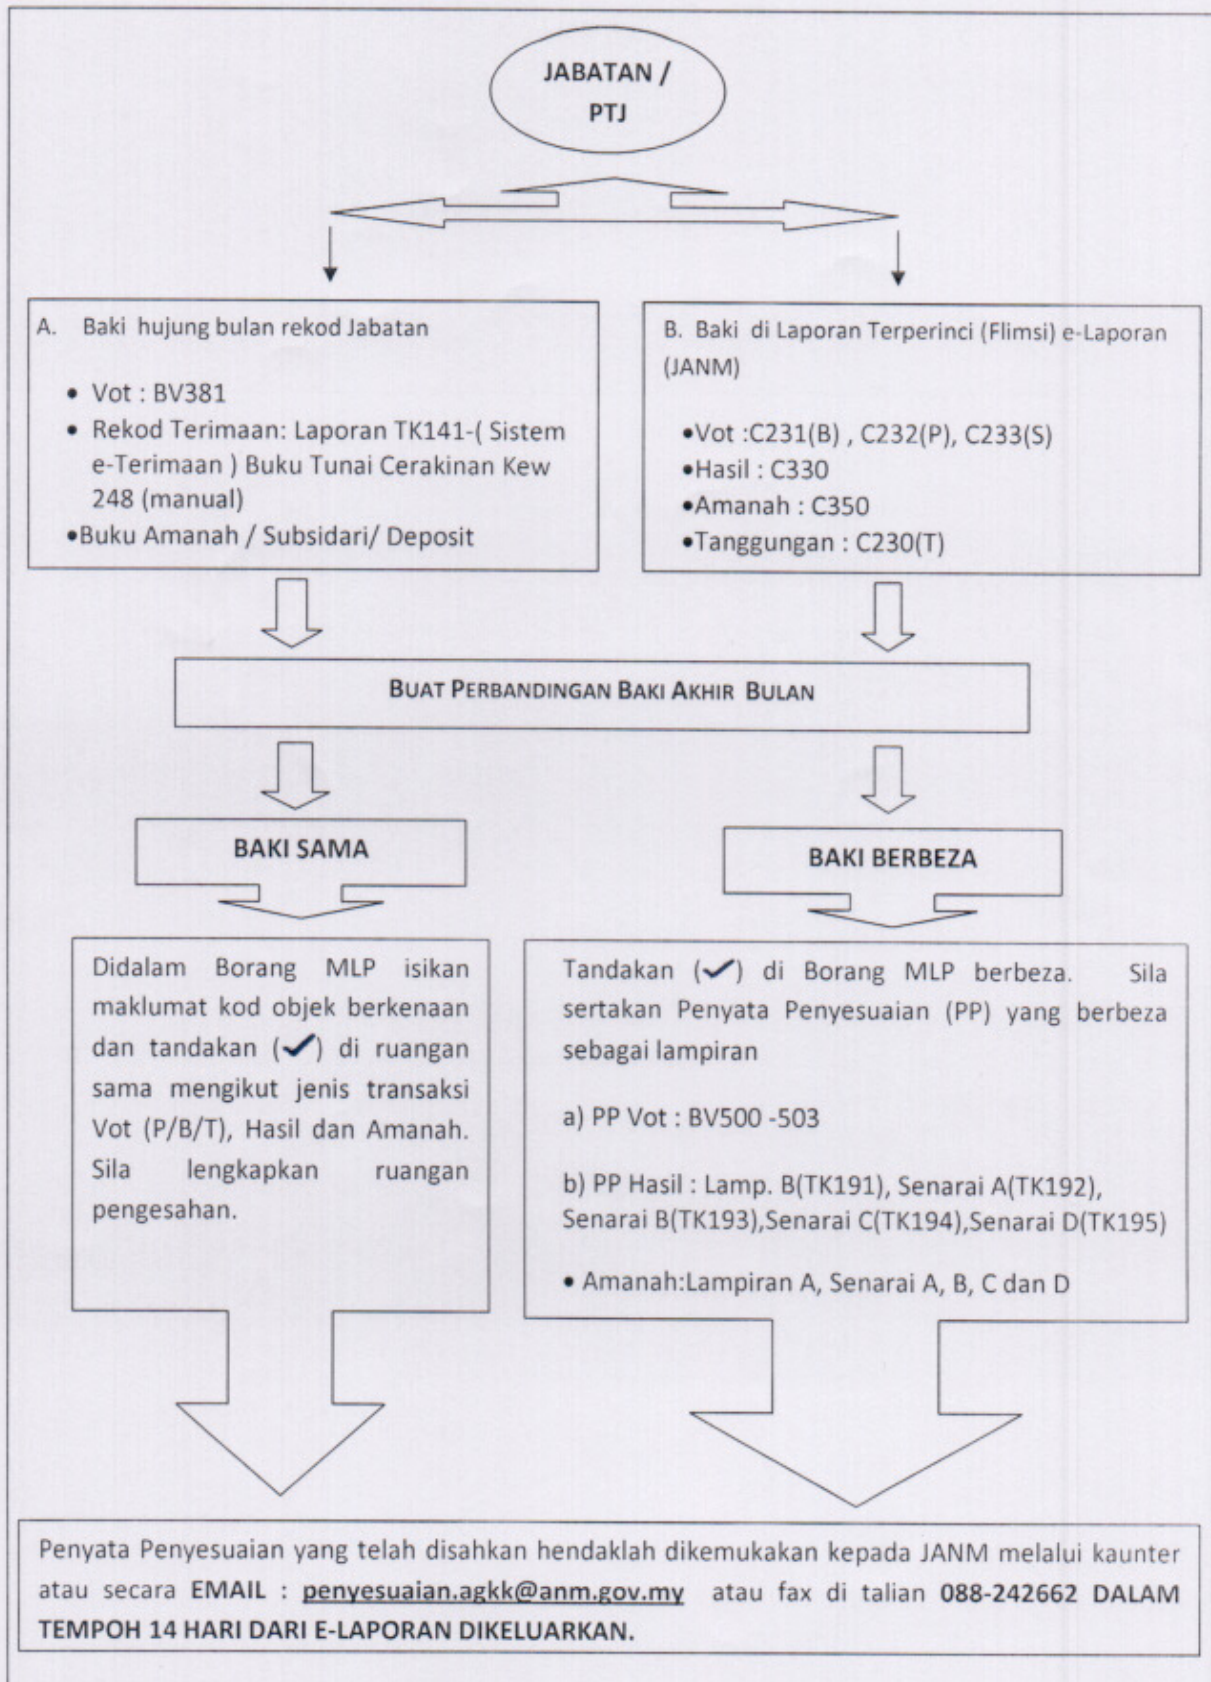 JABATAN /
PTJ
A. Baki hujung bulan rekod Jabatan
• Vot : BV381
• Rekod Terimaan: Laporan TK141-( Sistem
e-Terimaan ) Buku Tunai Cerakinan Kew
248 (manual)
•Buku Amanah / Subsidari/ Deposit
B. Baki di Laporan Terperinci (Flimsi) e-Laporan
(JANM)
•Vot :C231(B) , C232(P), C233(S)
•Hasil : C330
•Amanah : C350
•Tanggungan : C230(T)
BUAT PERBANDINGAN BAKI AKHIR BULAN
BAKI SAMA
Didalam Borang MLP isikan
maklumat kod objek berkenaan
dan tandakan (✓) di ruangan
sama mengikut jenis transaksi
Vot (P/B/T), Hasil dan Amanah.
Sila lengkapkan ruangan
pengesahan.
BAKI BERBEZA
Tandakan (✓) di Borang MLP berbeza. Sila
sertakan Penyata Penyesuaian (PP) yang berbeza
sebagai lampiran
a) PP Vot : BV500 -503
b) PP Hasil : Lamp. B(TK191), Senarai A(TK192),
Senarai B(TK193),Senarai C(TK194),Senarai D(TK195)
• Amanah:Lampiran A, Senarai A, B, C dan D
Penyata Penyesuaian yang telah disahkan hendaklah dikemukakan kepada JANM melalui kaunter
atau secara EMAIL : penyesuaian.agkk@anm.gov.my atau fax di talian 088-242662 DALAM
TEMPOH 14 HARI DARI E-LAPORAN DIKELUARKAN.